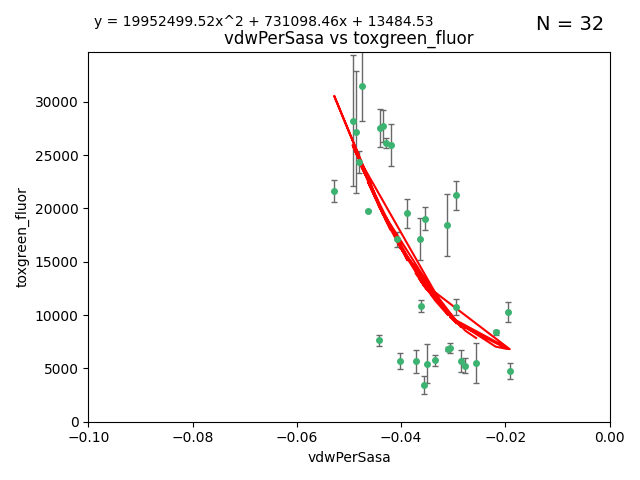 y = 19952499.52x^2 + 731098.46x + 13484.53
N = 32
vdwPerSasa vs toxgreen_fluor
30000
25000
20000
15000
10000
5000
0
toxgreen_fluor
−0.10
−0.08
−0.06
−0.04
−0.02
0.00
vdwPerSasa